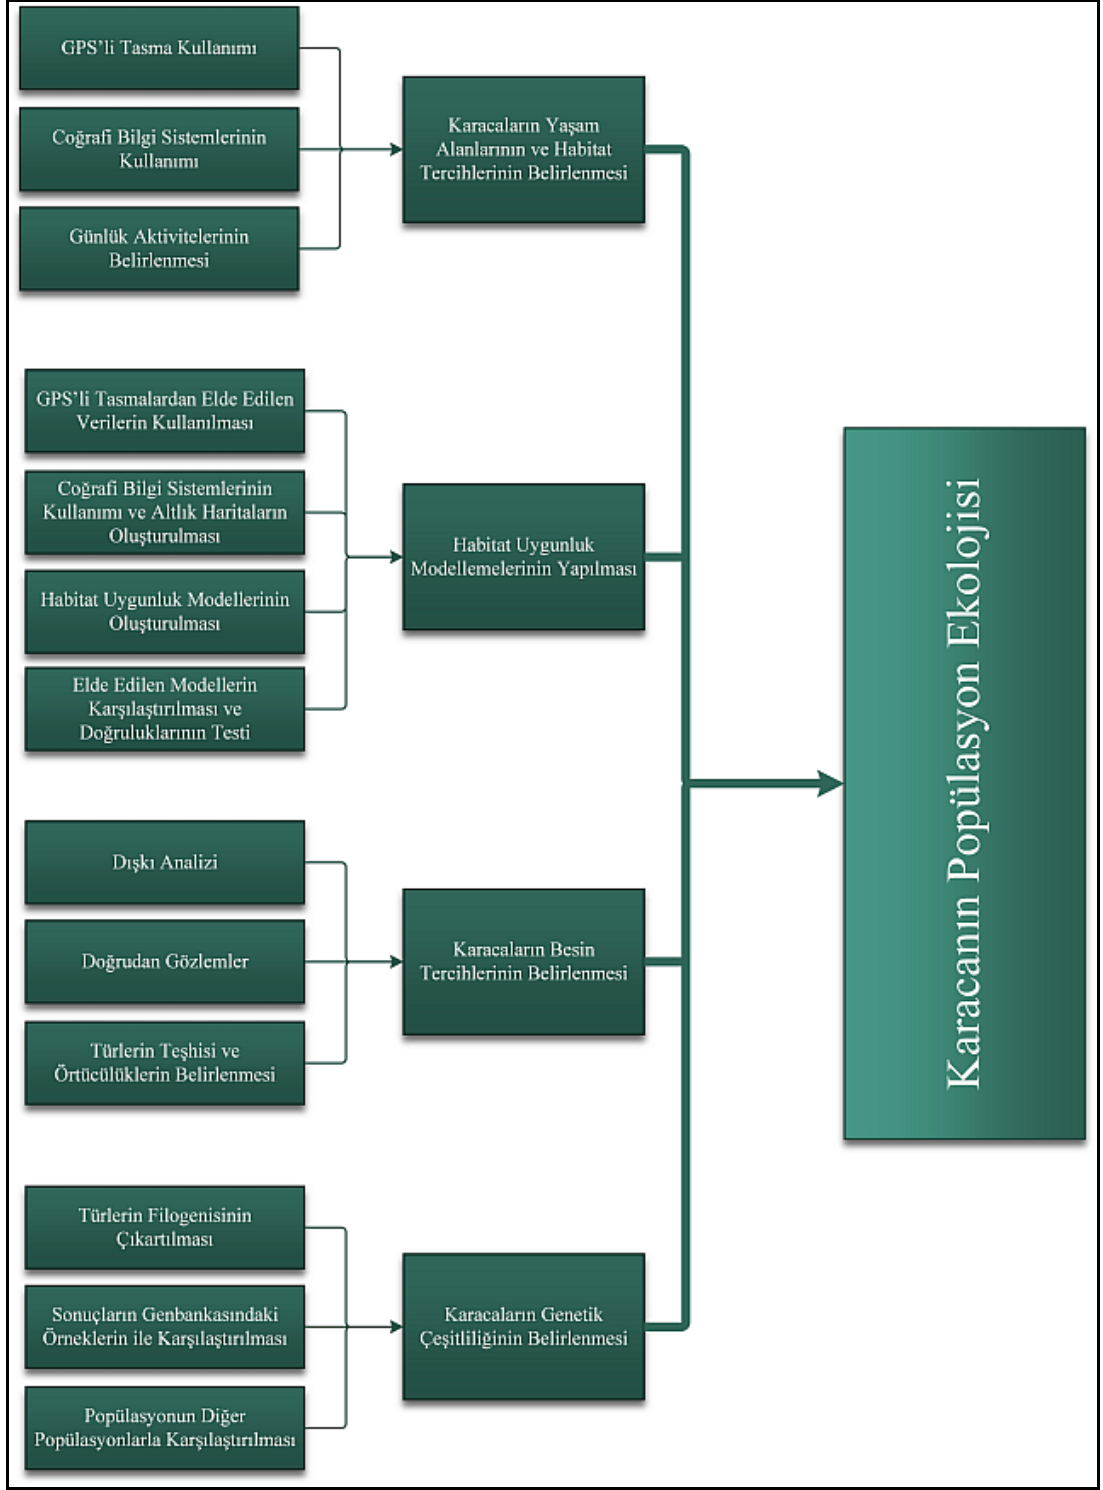 GPS’li Tasma Kullanımı
Coğrafi Bilgi Sistemlerinin
Kullanımı
Günlük Aktivitelerinin
Belirlenmesi
Karacaların Yaşam
Alanlarının ve Habitat
Tercihlerinin Belirlenmesi
GPS’li Tasmalardan Elde Edilen
Verilerin Kullanılması
Coğrafi Bilgi Sistemlerinin
Kullanımı ve Altlık Haritaların
Oluşturulması
Habitat Uygunluk Modellerinin
Oluşturulması
Elde Edilen Modellerin
Karşılaştırılması ve
Doğruluklarının Testi
Habitat Uygunluk
Modellemelerinin Yapılması
Dışkı Analizi
Doğrudan Gözlemler
Türlerin Teşhisi ve
Örtücülüklerin Belirlenmesi
Karacaların Besin
Tercihlerinin Belirlenmesi
Türlerin Filogenisinin
Çıkartılması
Sonuçların Genbankasındaki
Örneklerin ile Karşılaştırılması
Popülasyonun Diğer
Popülasyonlarla Karşılaştırılması
Karacaların Genetik
Çeşitliliğinin Belirlenmesi
Karacanın Popülasyon Ekolojisi